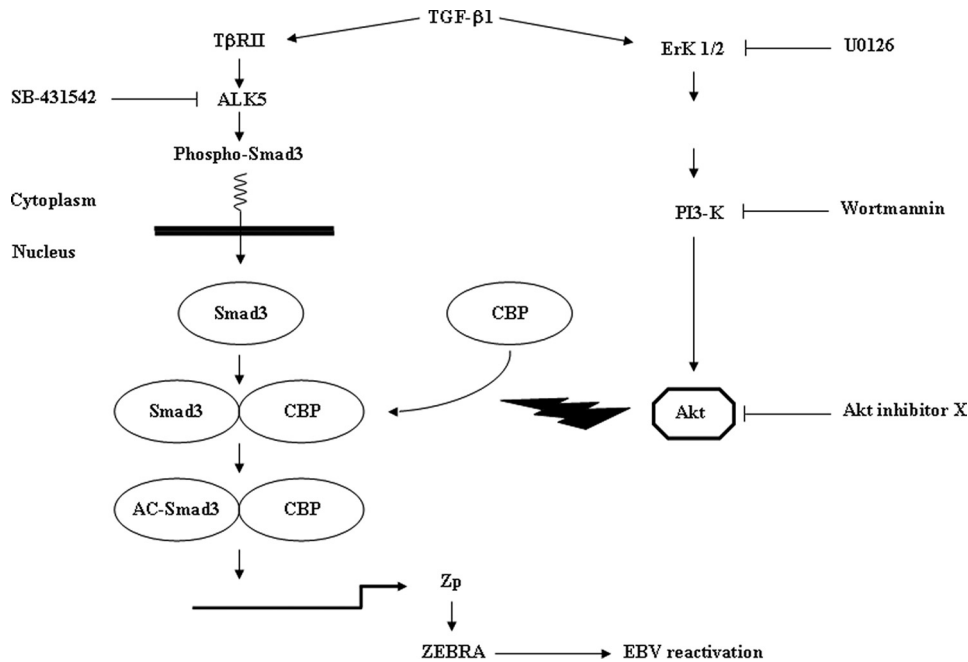 TGF-β1
TβRII
ErK 1/2
U0126
SB-431542
ALK5
Phospho-Smad3
Cytoplasm
PI3-K
Wortmannin
Nucleus
Smad3
CBP
Smad3
CBP
Akt
Akt inhibitor X
AC-Smad3
CBP
Zp
ZEBRA
EBV reactivation